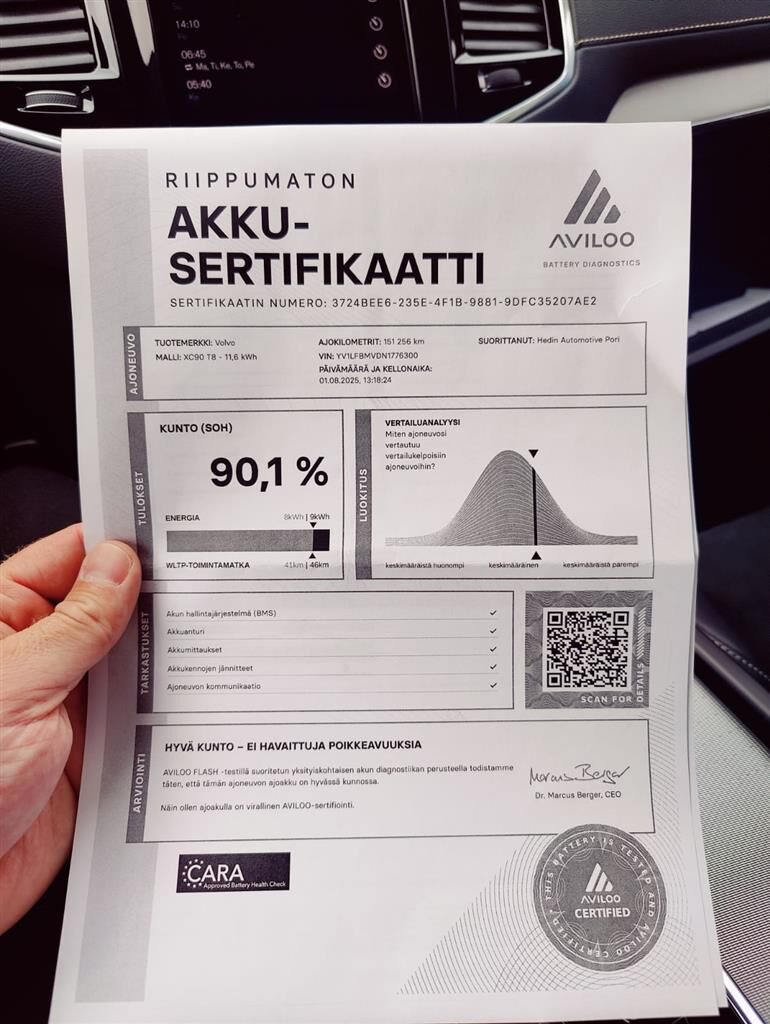 14:10
06:45
Ma, Ti, Ke, To, Pe
05:40
Ke
RIIPPUMATON
AKKU-
SERTIFIKAATTI
SERTIFIKAATIN NUMERO: 3724BEE6-235E-4F1B-9881-9DFC35207AE2
AVILOO
BATTERY DIAGNOSTICS
AJONEUVO
TUOTEMERKKI: Volvo
MALLI: XC90 T8 - 11,6 kWh
AJOKILOMETRIT: 151 256 km
VIN: YV1LFBMVDN1776300
PÄIVÄMÄÄRÄ JA KELLONAIKA:
01.08.2025, 13:18:24
SUORITTANUT: Hedin Automotive Pori
TULOKSET
KUNTO (SOH)
90,1 %
ENERGIA 8kWh | 9kWh
WLTP-TOIMINTAMATKA 41km | 46km
LUOKITUS
VERTAILUANALYYSI
Miten ajoneuvosi
vertautuu
vertailukelpoisiin
ajoneuvoihin?
keskimääräistä huonompi keskimääräinen keskimääräistä parempi
TARKASTUKSET
Akun hallintajärjestelmä (BMS)
Akkuanturi
Akkumittaukset
Akkukennojen jännitteet
Ajoneuvon kommunikaatio
SCAN FOR
DETAILS
ARVIOINTI
HYVÄ KUNTO – EI HAVAITTUJA POIKKEAVUUKSIA
AVILOO FLASH -testillä suoritetun yksityiskohtaisen akun diagnostiikan perusteella todistamme
täten, että tämän ajoneuvon ajoakku on hyvässä kunnossa.
Näin ollen ajoakulla on virallinen AVILOO-sertifiointi.
Marcus Berger
Dr. Marcus Berger, CEO
CARA
Approved Battery Health Check
THIS BATTERY IS TESTED AND AVILOO CERTIFIED
AVILOO
CERTIFIED